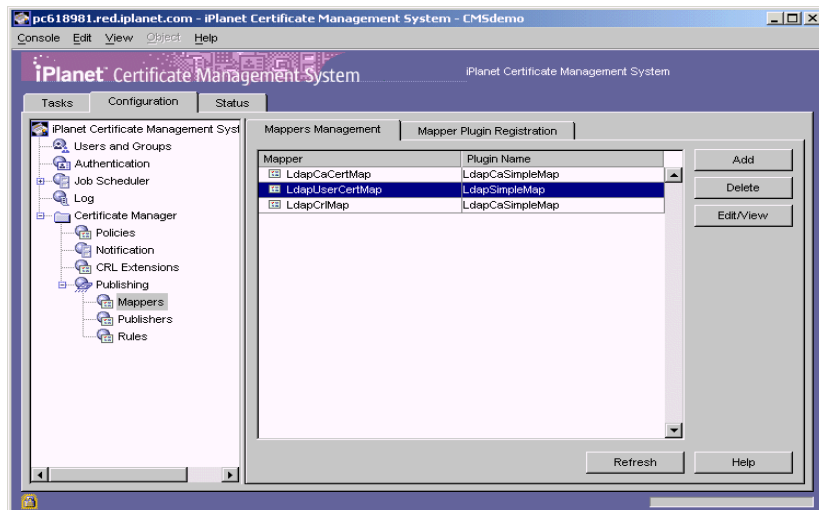 pc618981.red.iplanet.com - iPlanet Certificate Management System - CMSdemo
Console Edit View Object Help
iPlanet Certificate Management System
iPlanet Certificate Management System
Tasks Configuration Status
iPlanet Certificate Management Syst
Users and Groups
Authentication
Job Scheduler
Log
Certificate Manager
Policies
Notification
CRL Extensions
Publishing
Mappers
Publishers
Rules
Mappers Management Mapper Plugin Registration
Mapper Plugin Name
LdapCaCertMap LdapCaSimpleMap
LdapUserCertMap LdapSimpleMap
LdapCrlMap LdapCaSimpleMap
Add
Delete
Edit/View
Refresh Help